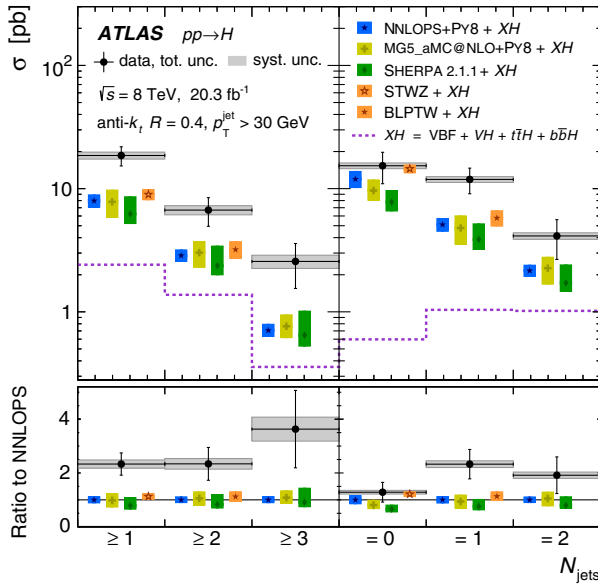 ATLAS pp→H
data, tot. unc. syst. unc.
√s = 8 TeV, 20.3 fb⁻¹
anti-kₜ R = 0.4, p_T^jet > 30 GeV
NNLOPS+PY8 + XH
MG5_aMC@NLO+PY8 + XH
SHERPA 2.1.1 + XH
STWZ + XH
BLPTW + XH
XH = VBF + VH + tt̄H + bb̄H
σ [pb]
10²
10
1
Ratio to NNLOPS
4
2
0
≥ 1 ≥ 2 ≥ 3 = 0 = 1 = 2
N_jets